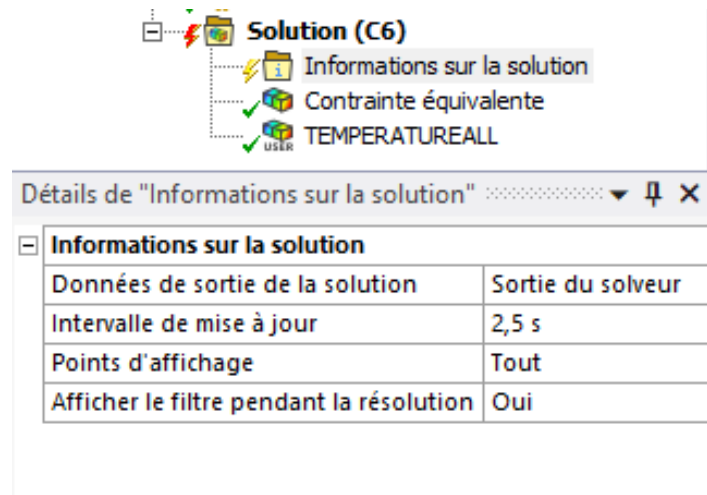 Solution (C6)
Informations sur la solution
Contrainte équivalente
USER TEMPERATUREALL
Détails de "Informations sur la solution"
Informations sur la solution
Données de sortie de la solution Sortie du solveur
Intervalle de mise à jour 2,5 s
Points d'affichage Tout
Afficher le filtre pendant la résolution Oui